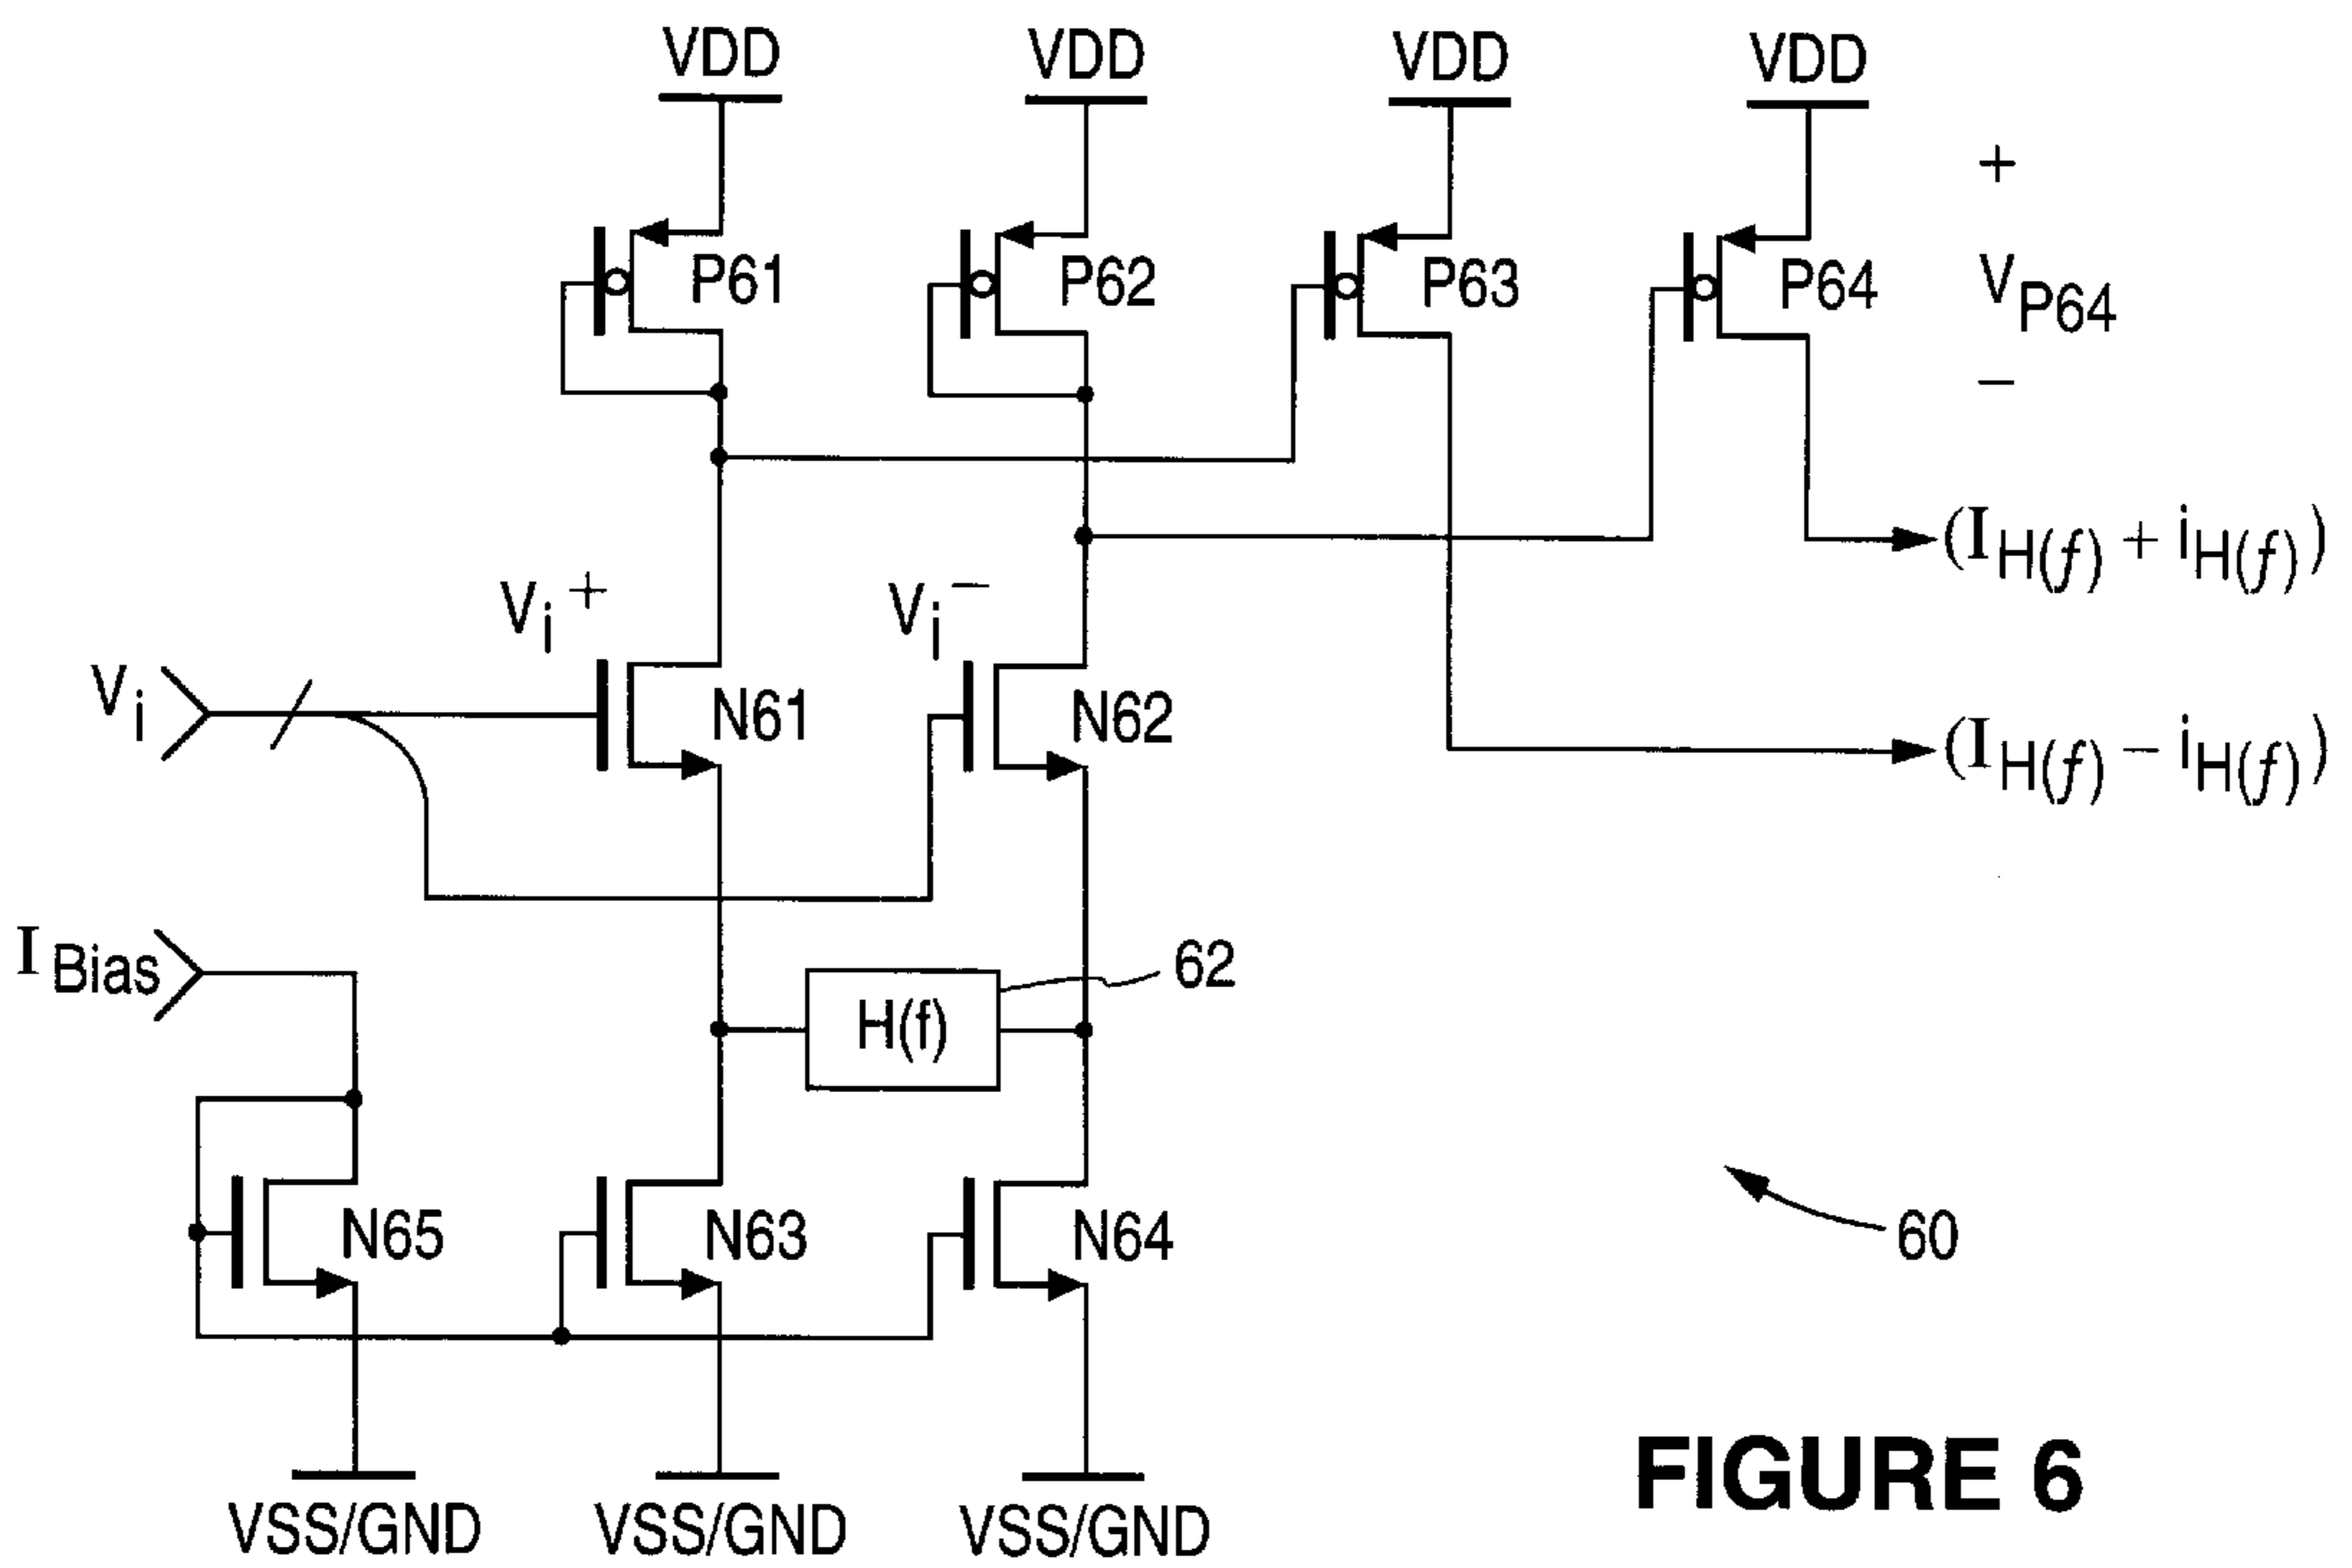 VDD VDD VDD VDD
+
P61 P62 P63 P64 VP64
−
(IH(f) + iH(f))
Vi+ Vi−
Vi N61 N62
(IH(f) − iH(f))
IBias 62
H(f)
N65 N63 N64 60
VSS/GND VSS/GND VSS/GND
FIGURE 6